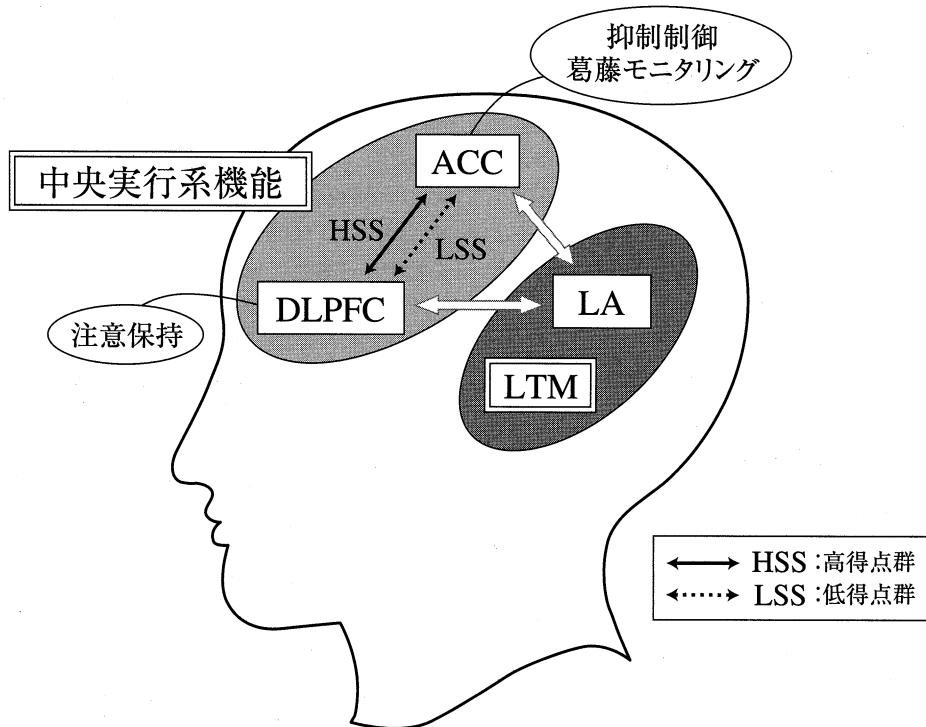 抑制制御
葛藤モニタリング
ACC
中央実行系機能
HSS
LSS
DLPFC
LA
注意保持
LTM
HSS:高得点群
LSS:低得点群